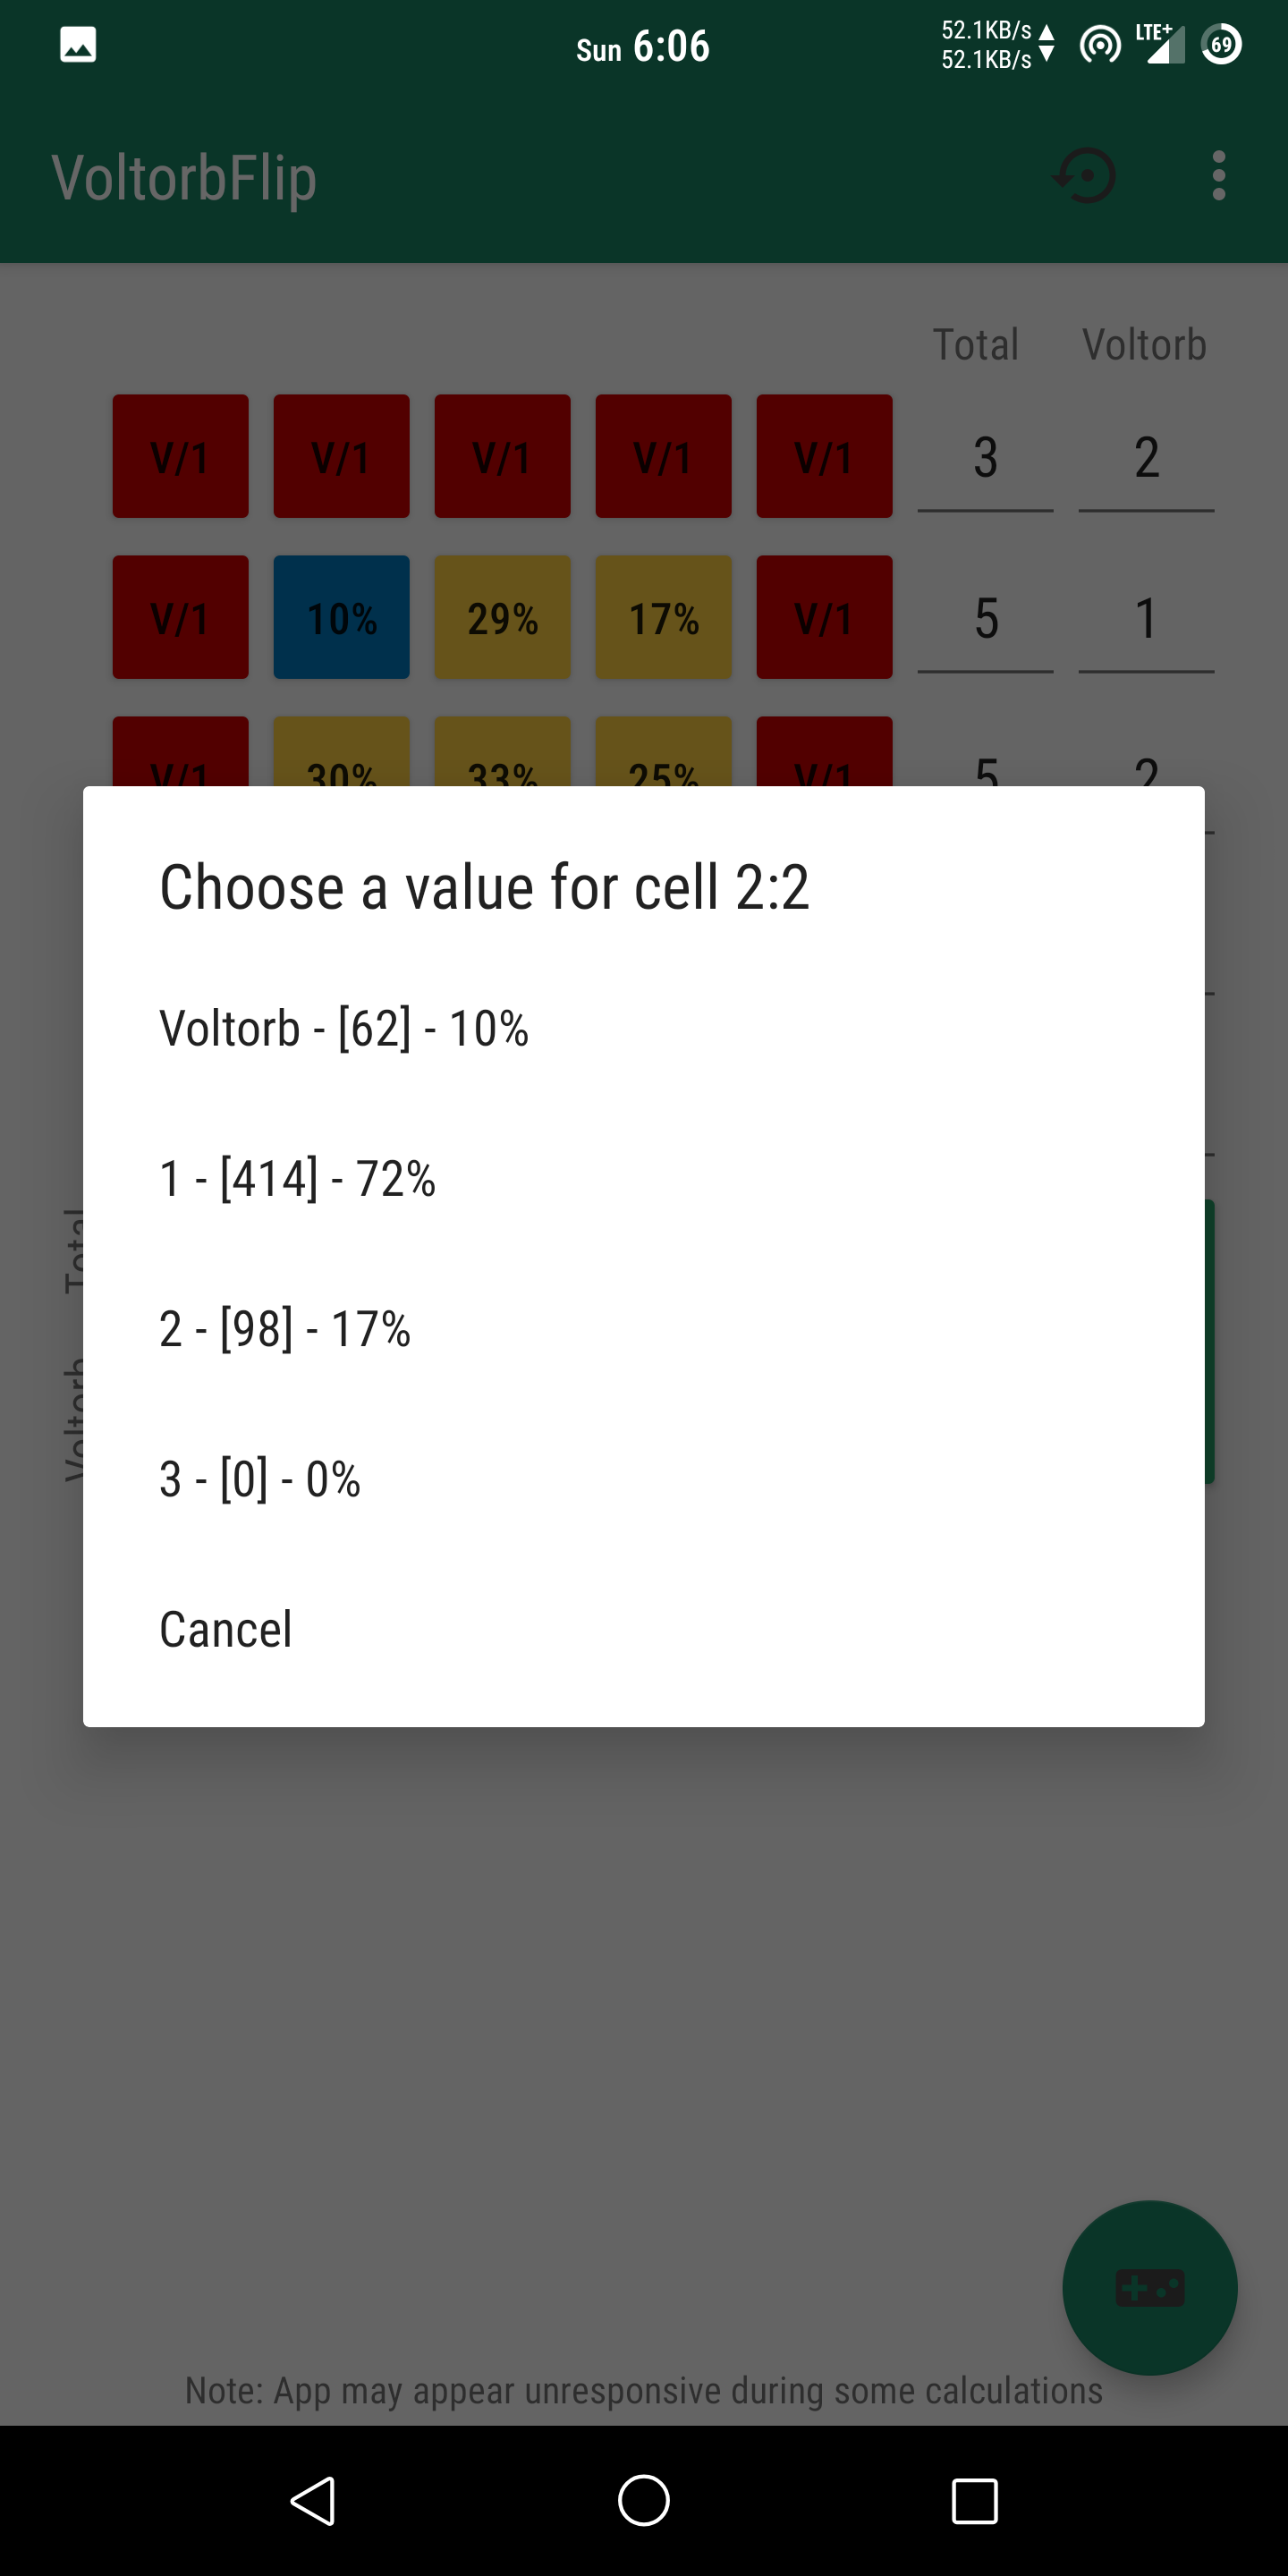 Sun 6:06
52.1KB/s
52.1KB/s
LTE+
69
VoltorbFlip
Total Voltorb
V/1 V/1 V/1 V/1 V/1 3 2
V/1 10% 29% 17% V/1 5 1
V/1 30% 33% 25% V/1 5 2
Choose a value for cell 2:2
Voltorb - [62] - 10%
1 - [414] - 72%
2 - [98] - 17%
3 - [0] - 0%
Cancel
Total
Voltorb
Note: App may appear unresponsive during some calculations